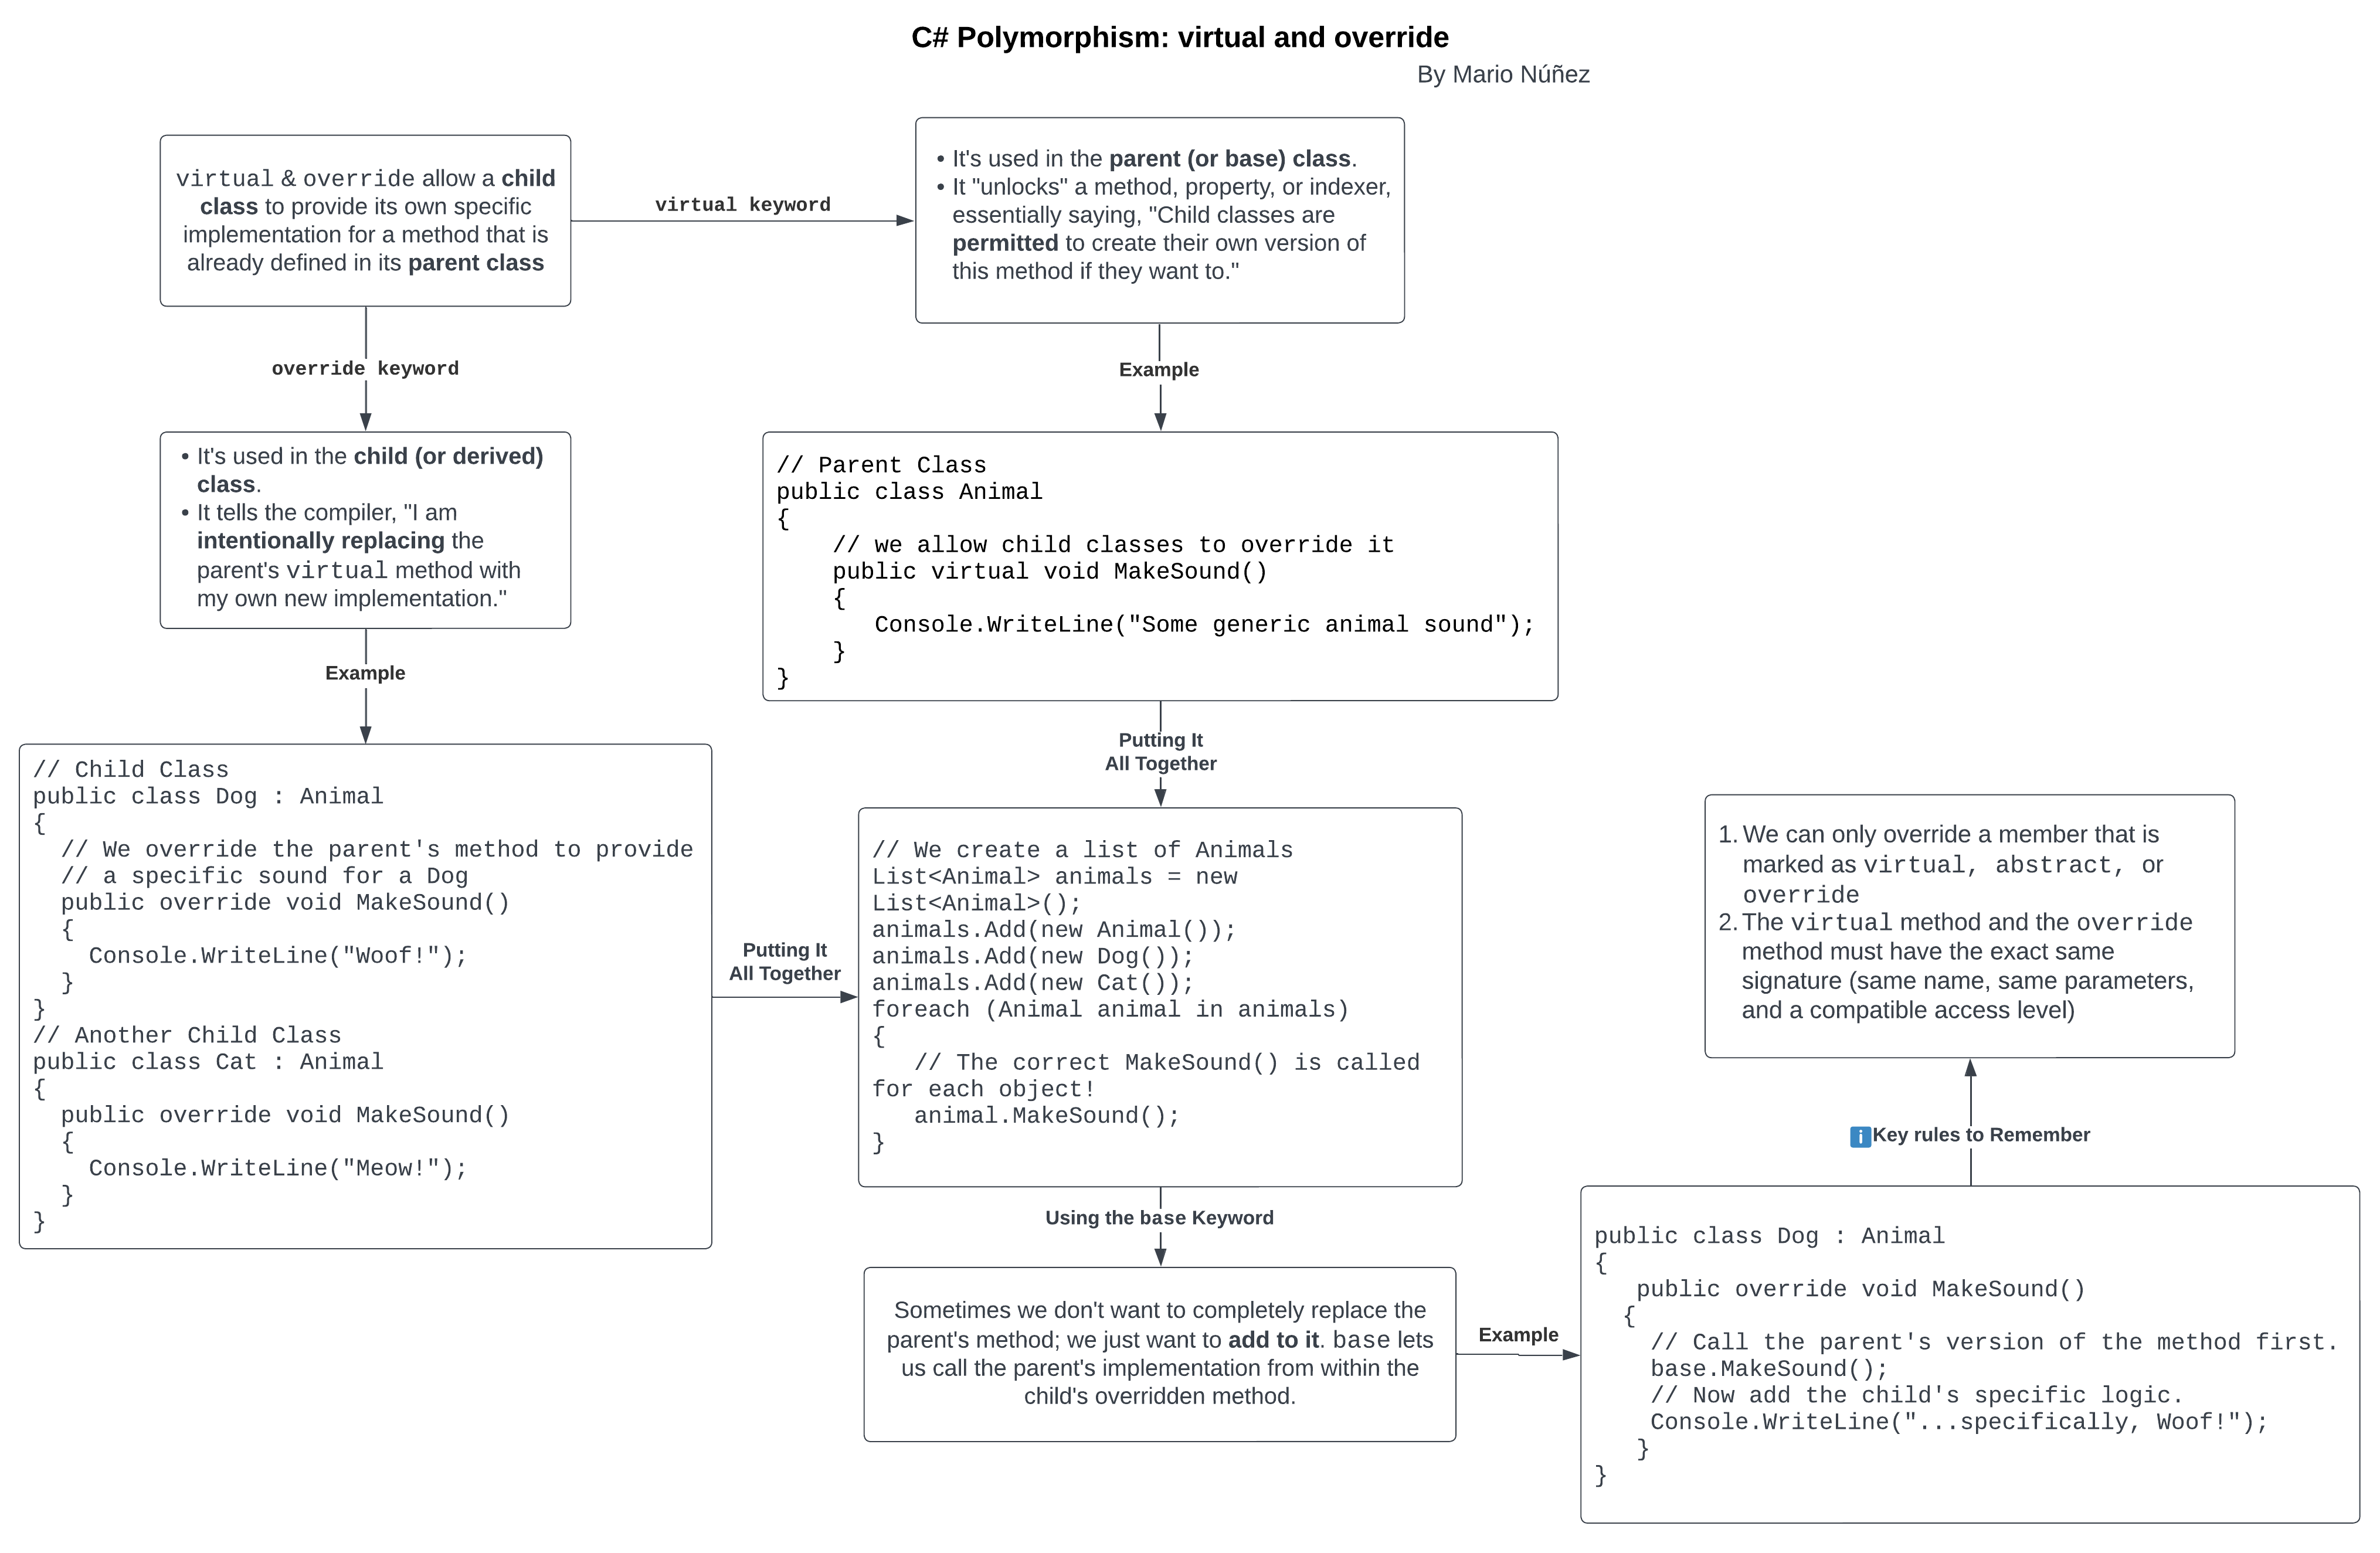 C# Polymorphism: virtual and override
By Mario Núñez
virtual & override allow a child
class to provide its own specific
implementation for a method that is
already defined in its parent class
virtual keyword
• It's used in the parent (or base) class.
• It "unlocks" a method, property, or indexer,
essentially saying, "Child classes are
permitted to create their own version of
this method if they want to."
override keyword
Example
• It's used in the child (or derived)
class.
• It tells the compiler, "I am
intentionally replacing the
parent's virtual method with
my own new implementation."
// Parent Class
public class Animal
{
    // we allow child classes to override it
    public virtual void MakeSound()
    {
       Console.WriteLine("Some generic animal sound");
    }
}
Example
Putting It
All Together
// Child Class
public class Dog : Animal
{
  // We override the parent's method to provide
  // a specific sound for a Dog
  public override void MakeSound()
  {
    Console.WriteLine("Woof!");
  }
}
// Another Child Class
public class Cat : Animal
{
  public override void MakeSound()
  {
    Console.WriteLine("Meow!");
  }
}
Putting It
All Together
// We create a list of Animals
List<Animal> animals = new
List<Animal>();
animals.Add(new Animal());
animals.Add(new Dog());
animals.Add(new Cat());
foreach (Animal animal in animals)
{
   // The correct MakeSound() is called
for each object!
   animal.MakeSound();
}
Using the base Keyword
Sometimes we don't want to completely replace the
parent's method; we just want to add to it. base lets
us call the parent's implementation from within the
child's overridden method.
Example
public class Dog : Animal
{
   public override void MakeSound()
  {
    // Call the parent's version of the method first.
    base.MakeSound();
    // Now add the child's specific logic.
    Console.WriteLine("...specifically, Woof!");
   }
}
ℹ️Key rules to Remember
1. We can only override a member that is
marked as virtual, abstract, or
override
2. The virtual method and the override
method must have the exact same
signature (same name, same parameters,
and a compatible access level)